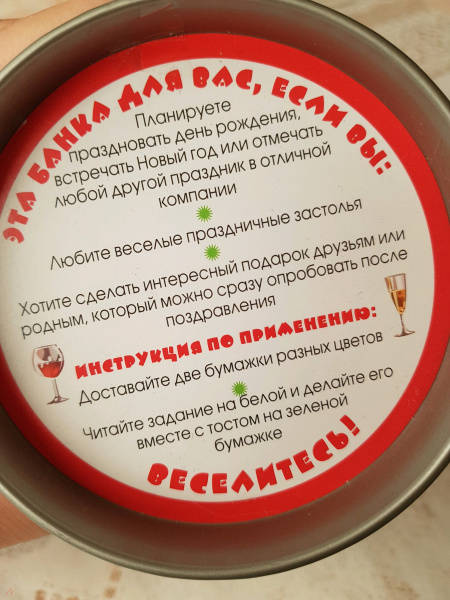 ЭТА БАНКА ДЛЯ ВАС, ЕСЛИ ВЫ:
Планируете
праздновать день рождения,
встречать Новый год или отмечать
любой другой праздник в отличной
компании
Любите веселые праздничные застолья
Хотите сделать интересный подарок друзьям или
родным, который можно сразу опробовать после
поздравления
ИНСТРУКЦИЯ ПО ПРИМЕНЕНИЮ:
Доставайте две бумажки разных цветов
Читайте задание на белой и делайте его
вместе с тостом на зеленой
бумажке
ВЕСЕЛИТЕСЬ!